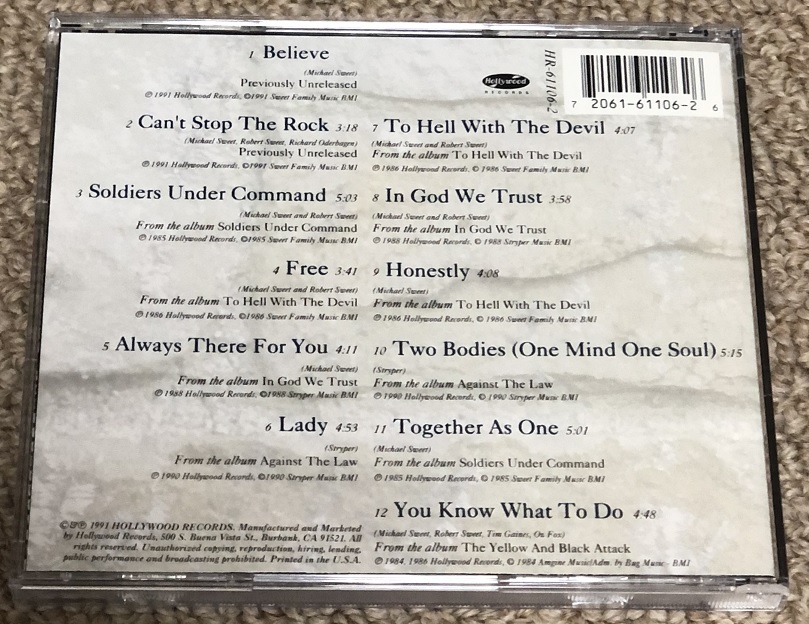 1 Believe
(Michael Sweet)
Previously Unreleased
℗ 1991 Hollywood Records, ©1991 Sweet Family Music BMI
2 Can't Stop The Rock 3:18
(Michael Sweet, Robert Sweet, Richard Oderbagen)
Previously Unreleased
℗ 1991 Hollywood Records, ©1991 Sweet Family Music BMI
3 Soldiers Under Command 5:03
(Michael Sweet and Robert Sweet)
From the album Soldiers Under Command
℗ 1985 Hollywood Records, ©1985 Sweet Family Music BMI
4 Free 3:41
(Michael Sweet and Robert Sweet)
From the album To Hell With The Devil
℗ 1986 Hollywood Records, ©1986 Sweet Family Music BMI
5 Always There For You 4:11
(Michael Sweet)
From the album In God We Trust
℗ 1988 Hollywood Records, ©1988 Stryper Music BMI
6 Lady 4:53
(Stryper)
From the album Against The Law
℗ 1990 Hollywood Records, ©1990 Stryper Music BMI
©℗ 1991 HOLLYWOOD RECORDS. Manufactured and Marketed
by Hollywood Records, 500 S. Buena Vista St., Burbank, CA 91521. All
rights reserved. Unauthorized copying, reproduction, hiring, lending,
public performance and broadcasting prohibited. Printed in the U.S.A.
Hollywood
RECORDS
HR-61106-2
7 2061-61106-2 6
7 To Hell With The Devil 4:07
(Michael Sweet and Robert Sweet)
From the album To Hell With The Devil
℗ 1986 Hollywood Records, © 1986 Sweet Family Music BMI
8 In God We Trust 3:58
(Michael Sweet and Robert Sweet)
From the album In God We Trust
℗ 1988 Hollywood Records, © 1988 Stryper Music BMI
9 Honestly 4:08
(Michael Sweet)
From the album To Hell With The Devil
℗ 1986 Hollywood Records, © 1986 Sweet Family Music BMI
10 Two Bodies (One Mind One Soul) 5:15
(Stryper)
From the album Against The Law
℗ 1990 Hollywood Records, © 1990 Stryper Music BMI
11 Together As One 5:01
(Michael Sweet)
From the album Soldiers Under Command
℗ 1985 Hollywood Records, © 1985 Sweet Family Music BMI
12 You Know What To Do 4:48
(Michael Sweet, Robert Sweet, Tim Gaines, Oz Fox)
From the album The Yellow And Black Attack
℗ 1984, 1986 Hollywood Records, © 1984 Amgine Music/Adm. by Bug Music - BMI